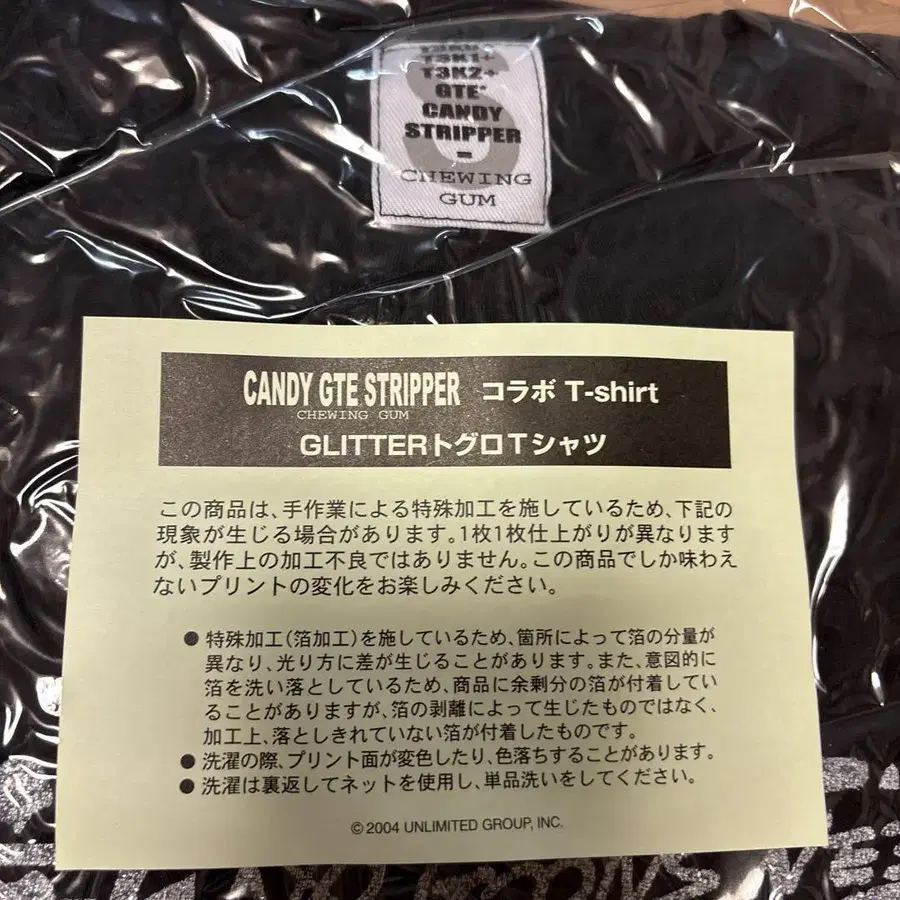 T3K1+
T3K2+
GTE*
CANDY
STRIPPER
S
CHEWING
GUM
CANDY GTE STRIPPER コラボ T-shirt
CHEWING GUM
GLITTERトグロTシャツ
この商品は、手作業による特殊加工を施しているため、下記の
現象が生じる場合があります。1枚1枚仕上がりが異なります
が、製作上の加工不良ではありません。この商品でしか味わえ
ないプリントの変化をお楽しみください。
● 特殊加工(箔加工)を施しているため、箇所によって箔の分量が
異なり、光り方に差が生じることがあります。また、意図的に
箔を洗い落としているため、商品に余剰分の箔が付着してい
ることがありますが、箔の剥離によって生じたものではなく、
加工上、落としきれていない箔が付着したものです。
● 洗濯の際、プリント面が変色したり、色落ちすることがあります。
● 洗濯は裏返してネットを使用し、単品洗いをしてください。
© 2004 UNLIMITED GROUP, INC.